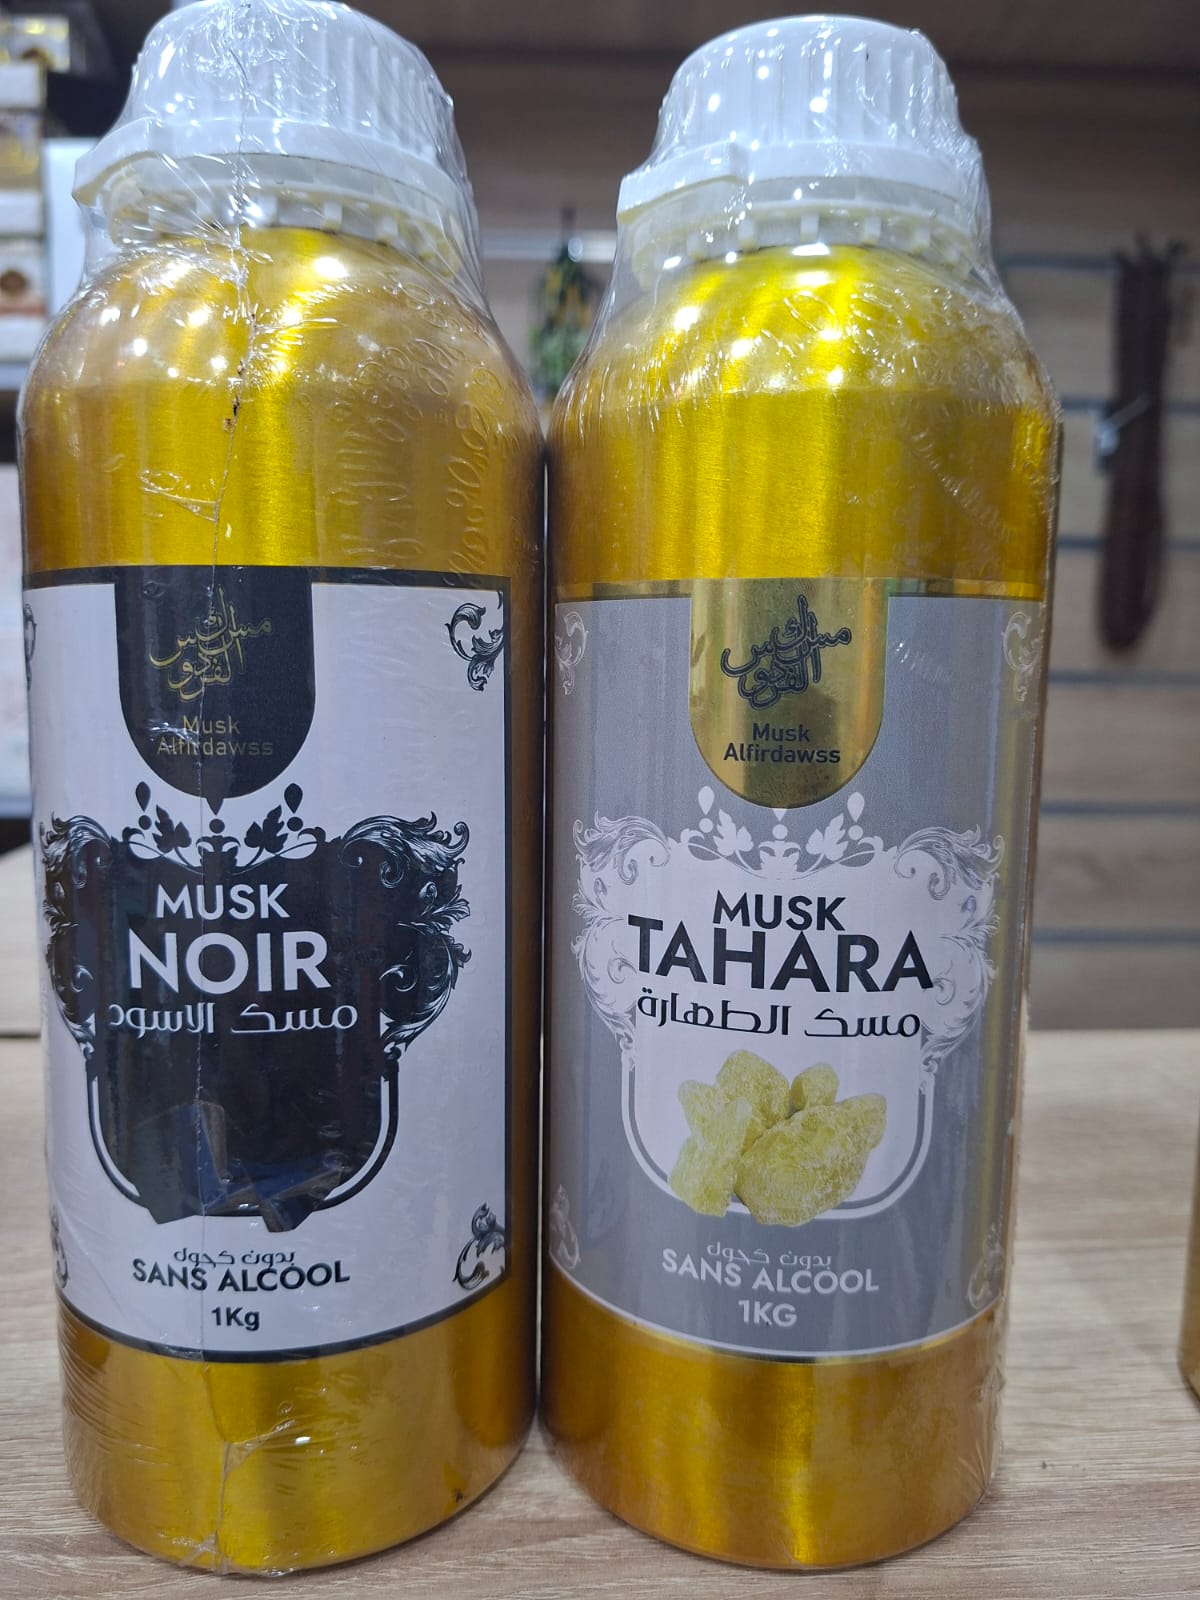 مسك الفردوس
Musk
Alfirdawss
MUSK
NOIR
مسك الاسود
بدون كحول
SANS ALCOOL
1Kg
مسك الفردوس
Musk
Alfirdawss
MUSK
TAHARA
مسك الطهارة
بدون كحول
SANS ALCOOL
1KG